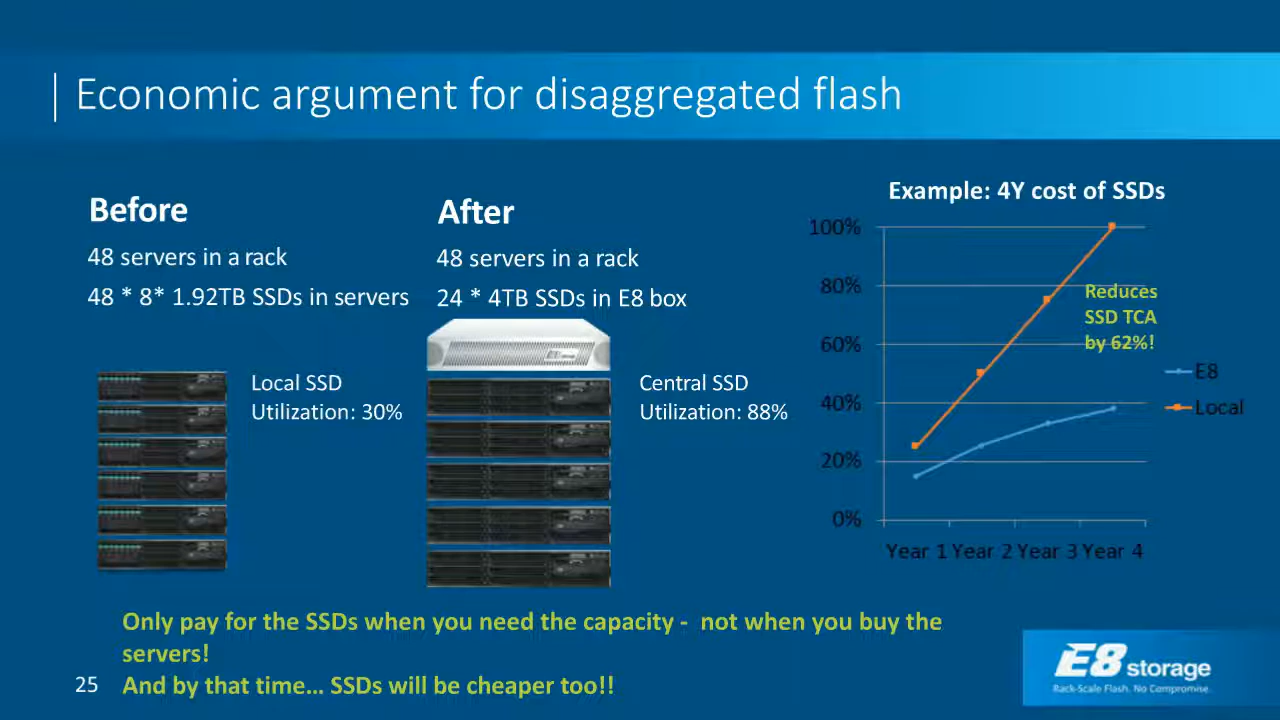 Economic argument for disaggregated flash
Before
48 servers in a rack
48 * 8* 1.92TB SSDs in servers
Local SSD
Utilization: 30%
After
48 servers in a rack
24 * 4TB SSDs in E8 box
E8 storage
Central SSD
Utilization: 88%
Example: 4Y cost of SSDs
100%
80%
60%
40%
20%
0%
Year 1 Year 2 Year 3 Year 4
Reduces
SSD TCA
by 62%!
E8
Local
Only pay for the SSDs when you need the capacity - not when you buy the
servers!
And by that time… SSDs will be cheaper too!!
25
E8 storage
Rack-Scale Flash. No Compromise.